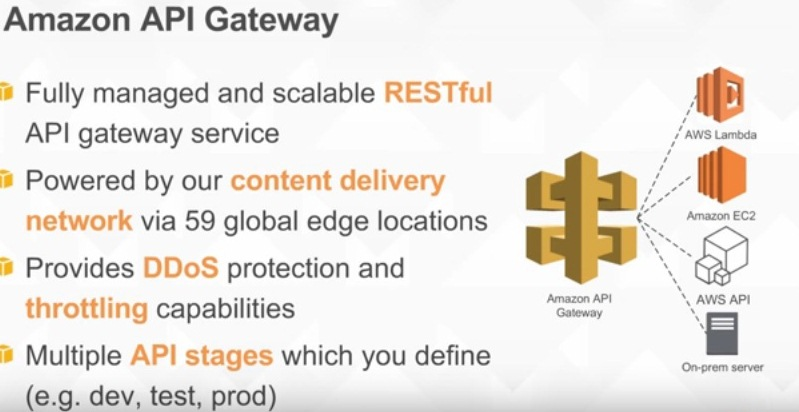 Amazon API Gateway
Fully managed and scalable RESTful
API gateway service
Powered by our content delivery
network via 59 global edge locations
Provides DDoS protection and
throttling capabilities
Multiple API stages which you define
(e.g. dev, test, prod)
Amazon API
Gateway
AWS Lambda
Amazon EC2
AWS API
On-prem server